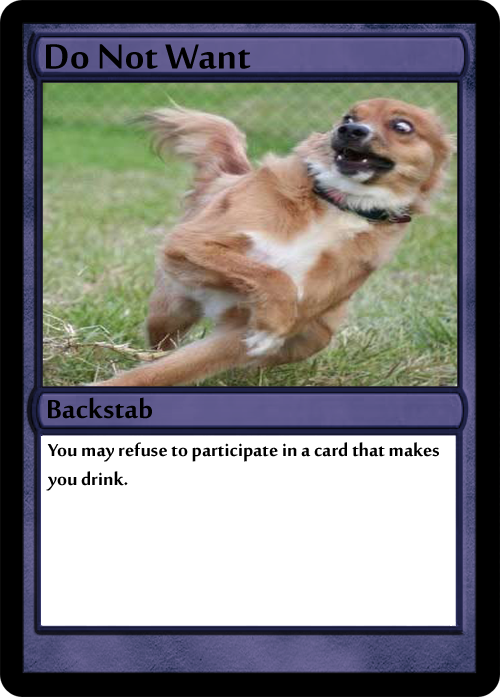 Do Not Want
Backstab
You may refuse to participate in a card that makes
you drink.